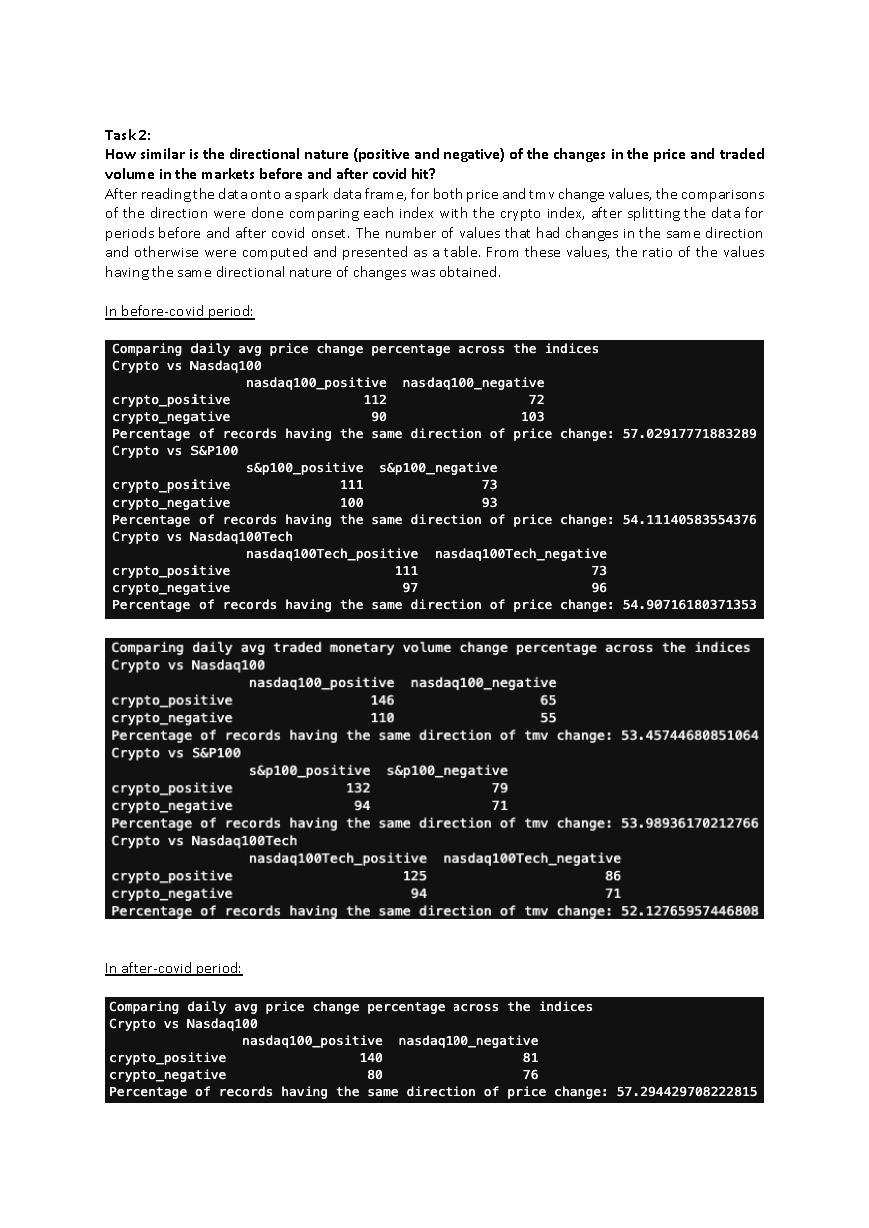 Task 2:
How similar is the directional nature (positive and negative) of the changes in the price and traded
volume in the markets before and after covid hit?
After reading the data onto a spark data frame, for both price and tmv change values, the comparisons
of the direction were done comparing each index with the crypto index, after splitting the data for
periods before and after covid onset. The number of values that had changes in the same direction
and otherwise were computed and presented as a table. From these values, the ratio of the values
having the same directional nature of changes was obtained.
In before-covid period:
Comparing daily avg price change percentage across the indices
Crypto vs Nasdaq100
nasdaq100_positive nasdaq100_negative
crypto_positive 112 72
crypto_negative 90 103
Percentage of records having the same direction of price change: 57.02917771883289
Crypto vs S&P100
s&p100_positive s&p100_negative
crypto_positive 111 73
crypto_negative 100 93
Percentage of records having the same direction of price change: 54.11140583554376
Crypto vs Nasdaq100Tech
nasdaq100Tech_positive nasdaq100Tech_negative
crypto_positive 111 73
crypto_negative 97 96
Percentage of records having the same direction of price change: 54.90716180371353
Comparing daily avg traded monetary volume change percentage across the indices
Crypto vs Nasdaq100
nasdaq100_positive nasdaq100_negative
crypto_positive 146 65
crypto_negative 110 55
Percentage of records having the same direction of tmv change: 53.45744680851064
Crypto vs S&P100
s&p100_positive s&p100_negative
crypto_positive 132 79
crypto_negative 94 71
Percentage of records having the same direction of tmv change: 53.98936170212766
Crypto vs Nasdaq100Tech
nasdaq100Tech_positive nasdaq100Tech_negative
crypto_positive 125 86
crypto_negative 94 71
Percentage of records having the same direction of tmv change: 52.12765957446808
In after-covid period:
Comparing daily avg price change percentage across the indices
Crypto vs Nasdaq100
nasdaq100_positive nasdaq100_negative
crypto_positive 140 81
crypto_negative 80 76
Percentage of records having the same direction of price change: 57.294429708222815